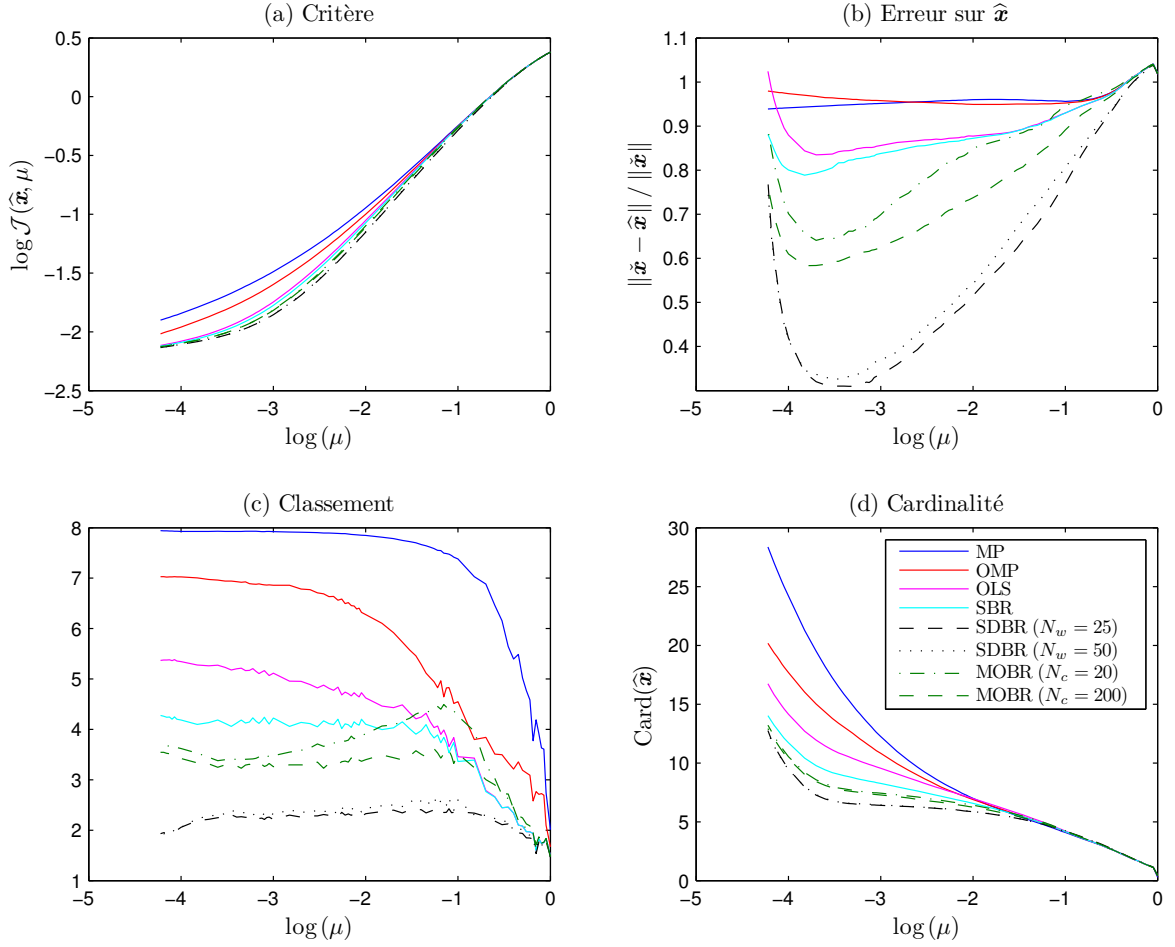 (a) Critère
0.5
0
−0.5
−1
−1.5
−2
−2.5
−5 −4 −3 −2 −1 0
log (μ)
log 𝒥(x̂, μ)
(b) Erreur sur x̂
1.1
1
0.9
0.8
0.7
0.6
0.5
0.4
−5 −4 −3 −2 −1 0
log (μ)
||x̌ − x̂|| / ||x̌||
(c) Classement
8
7
6
5
4
3
2
1
−5 −4 −3 −2 −1 0
log (μ)
(d) Cardinalité
30
25
20
15
10
5
0
−5 −4 −3 −2 −1 0
log (μ)
Card(x̂)
MP
OMP
OLS
SBR
SDBR (N_w = 25)
SDBR (N_w = 50)
MOBR (N_c = 20)
MOBR (N_c = 200)